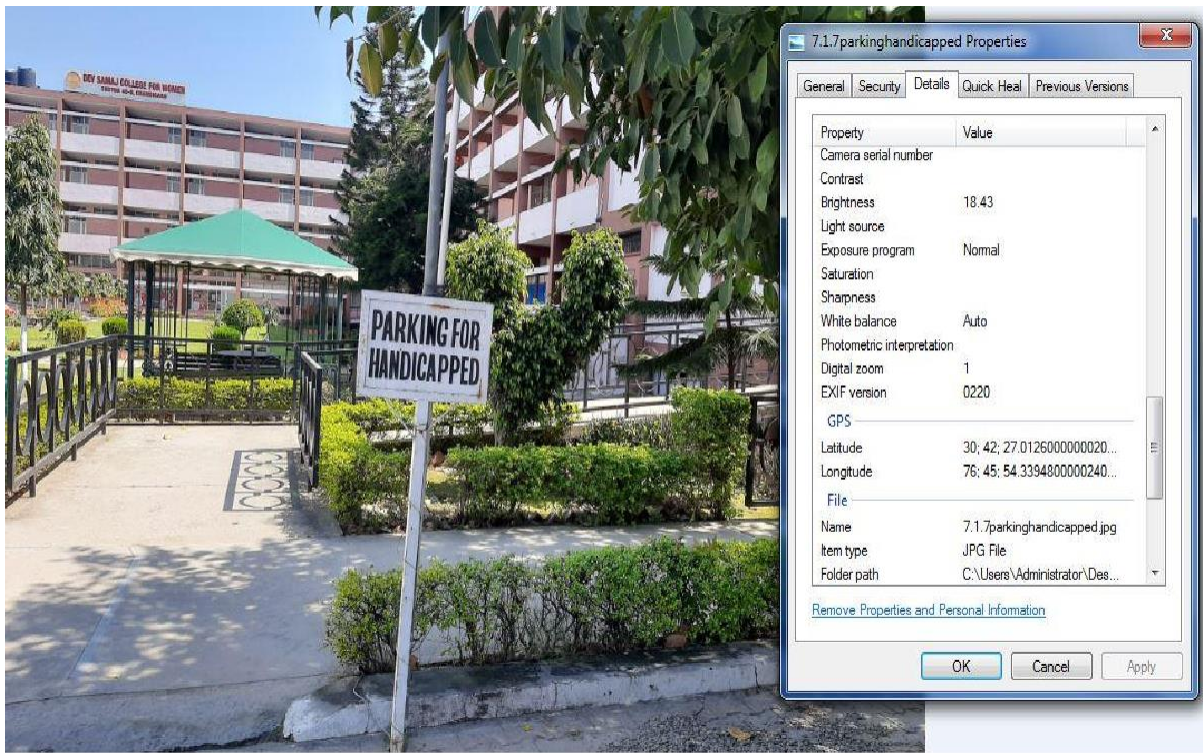 DEV SAMAJ COLLEGE FOR WOMEN
PARKING FOR
HANDICAPPED
7.1.7parkinghandicapped Properties
General Security Details Quick Heal Previous Versions
Property Value
Camera serial number
Contrast
Brightness 18.43
Light source
Exposure program Normal
Saturation
Sharpness
White balance Auto
Photometric interpretation
Digital zoom 1
EXIF version 0220
GPS
Latitude 30; 42; 27.0126000000020...
Longitude 76; 45; 54.3394800000240...
File
Name 7.1.7parkinghandicapped.jpg
Item type JPG File
Folder path C:\Users\Administrator\Des...
Remove Properties and Personal Information
OK Cancel Apply